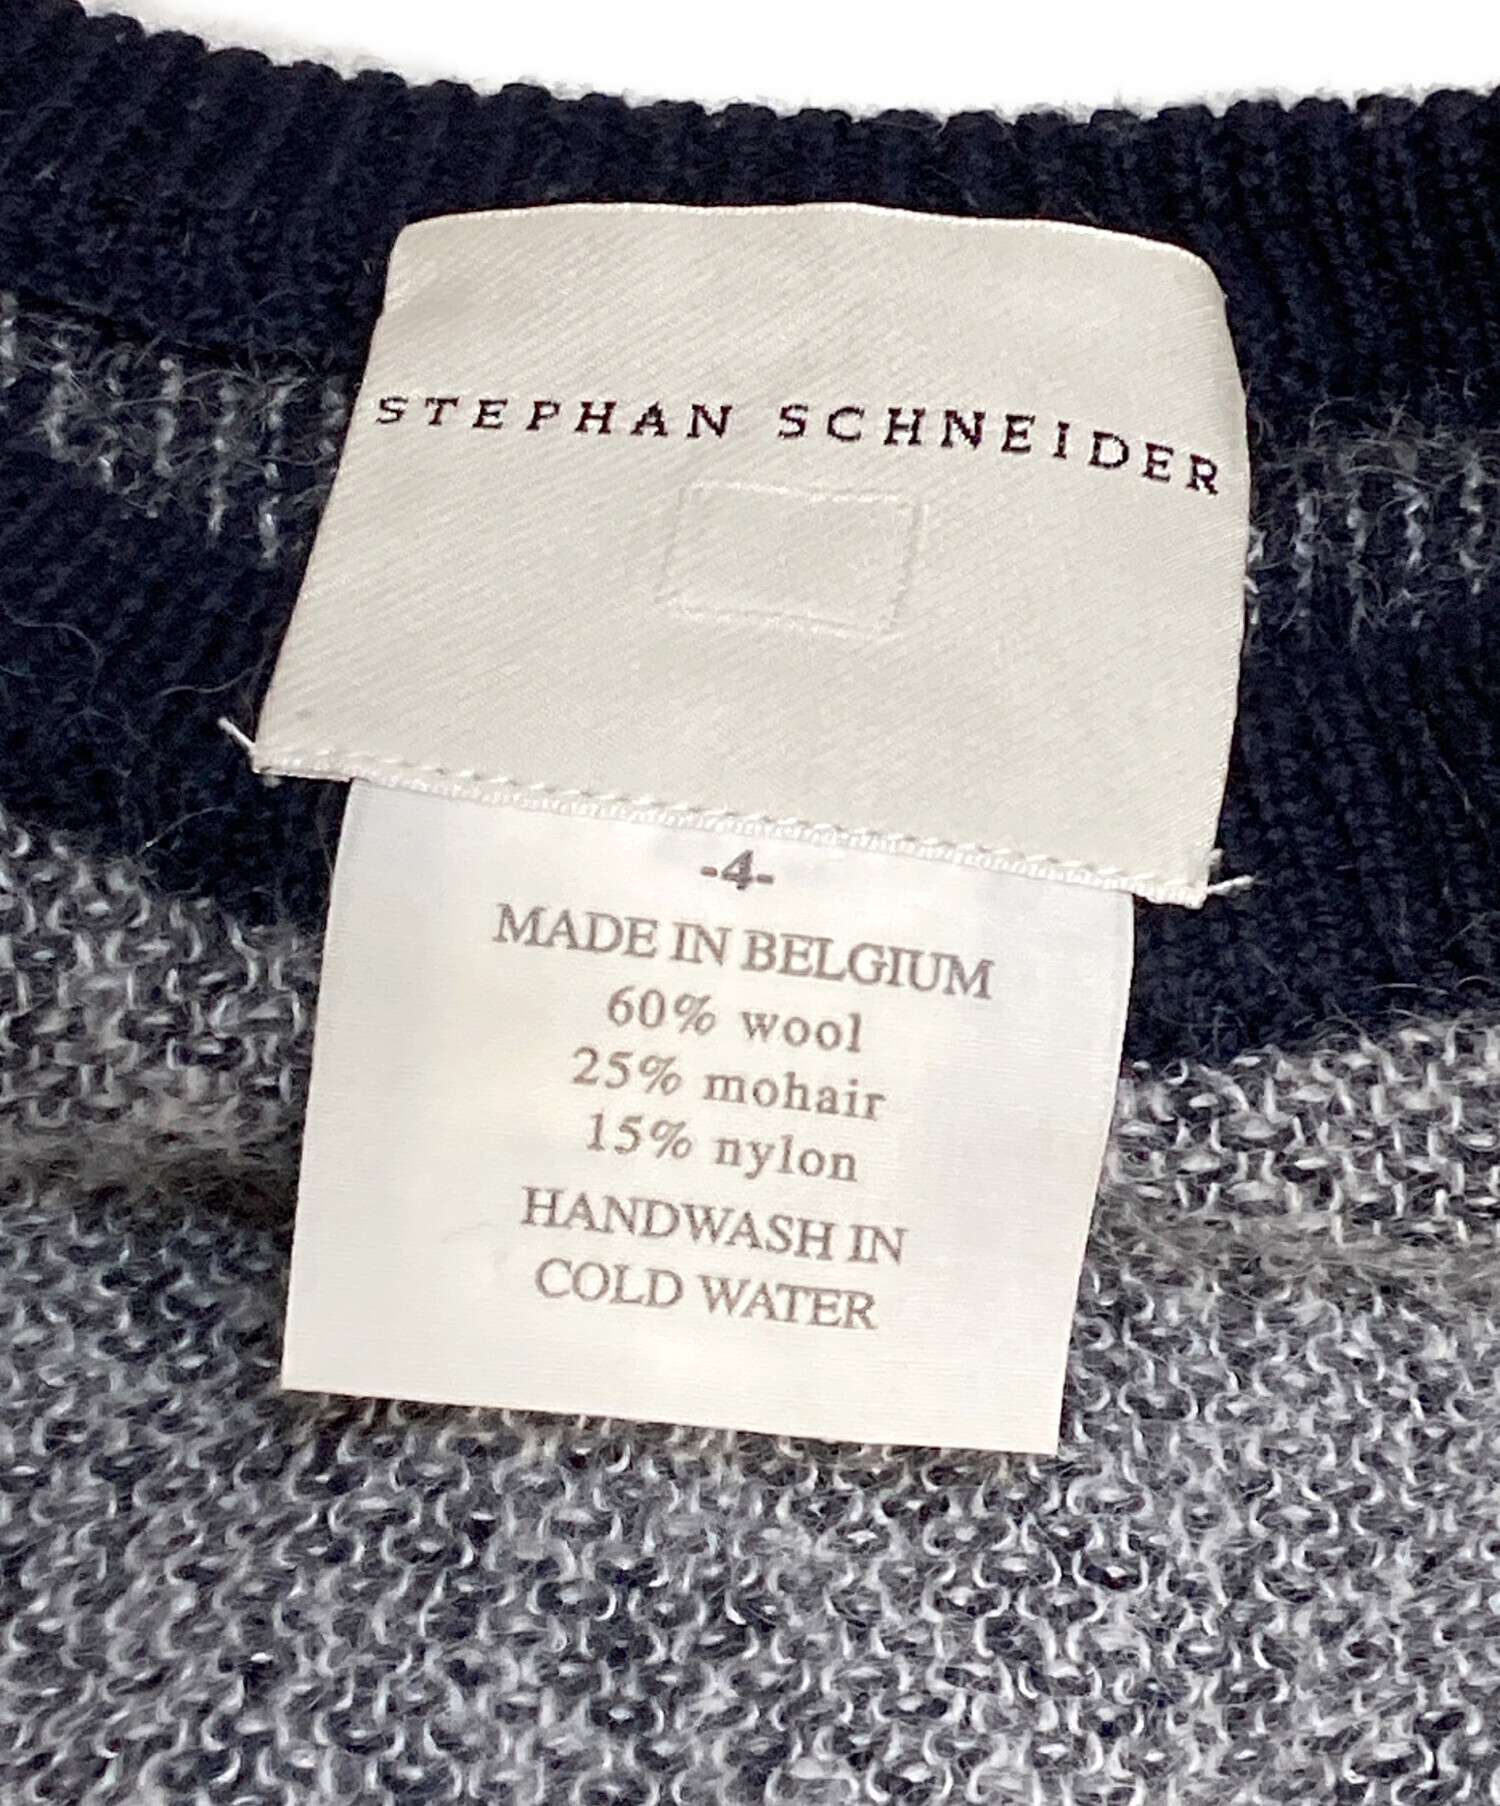 STEPHAN SCHNEIDER
-4-
MADE IN BELGIUM
60% wool
25% mohair
15% nylon
HANDWASH IN
COLD WATER